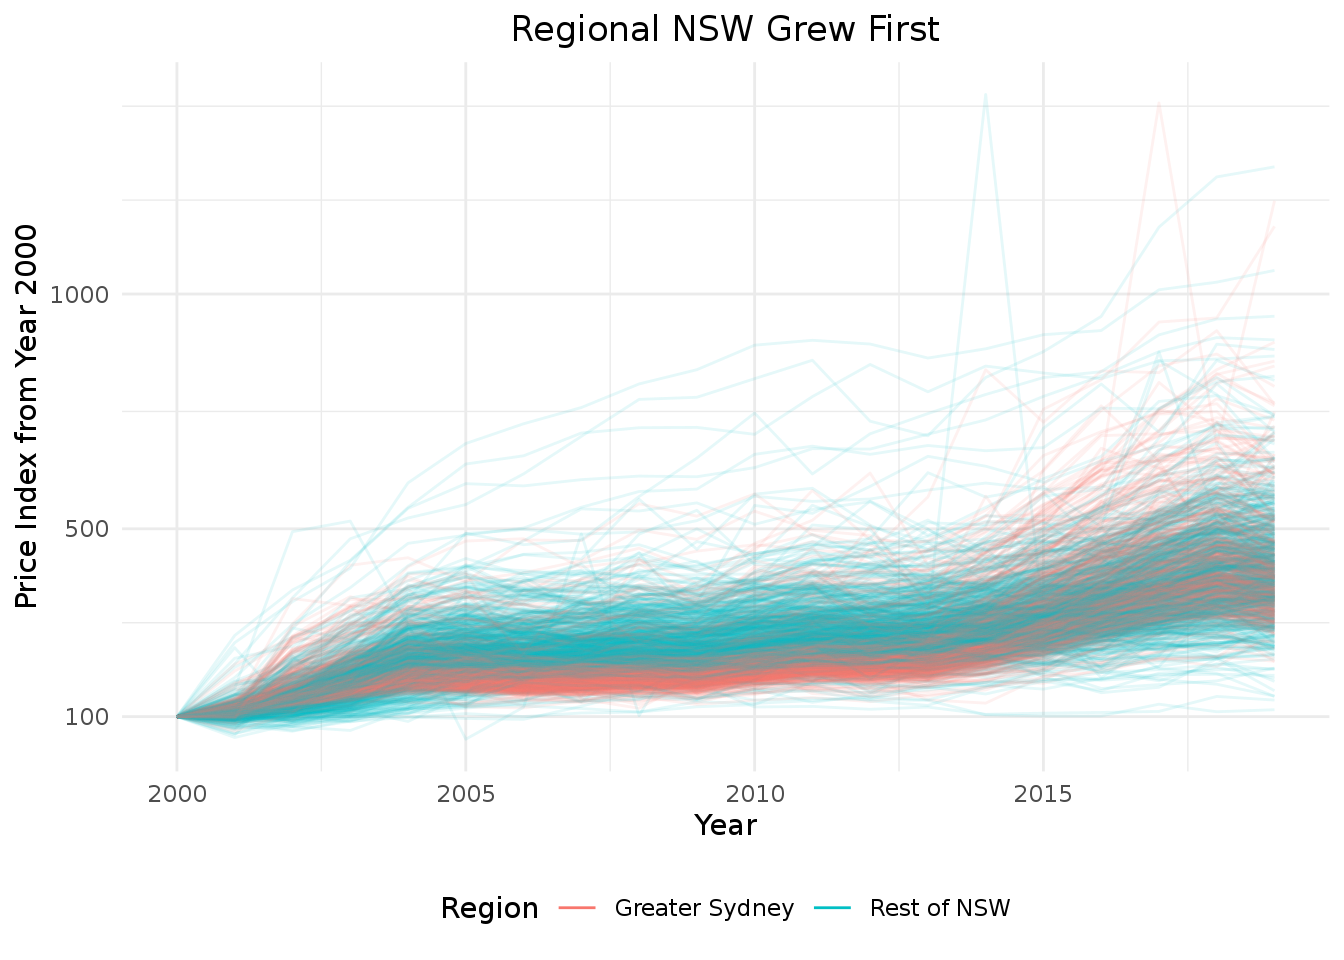 Regional NSW Grew First
Price Index from Year 2000
1000
500
100
2000 2005 2010 2015
Year
Region Greater Sydney Rest of NSW